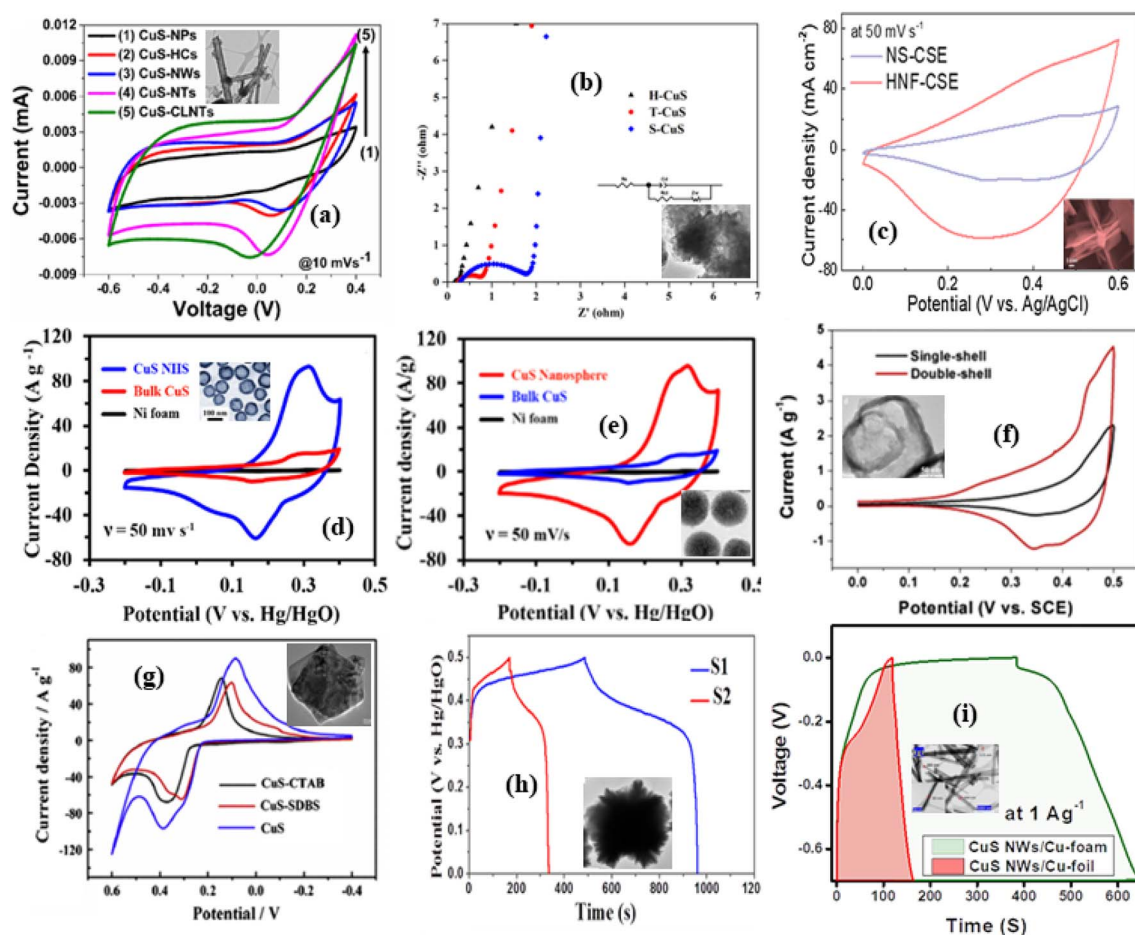 0.012
0.009
0.006
0.003
0.000
-0.003
-0.006
-0.009
Current (mA)
(1) CuS-NPs
(2) CuS-HCs
(3) CuS-NWs
(4) CuS-NTs
(5) CuS-CLNTs
(5)
(1)
(a)
@10 mVs-1
-0.6 -0.4 -0.2 0.0 0.2 0.4
Voltage (V)
7
6
5
4
3
2
1
0
-Z'' (ohm)
(b)
H-CuS
T-CuS
S-CuS
0 1 2 3 4 5 6 7
Z' (ohm)
80
40
0
-40
-80
Current density (mA cm-2)
at 50 mV s-1
NS-CSE
HNF-CSE
(c)
0.0 0.2 0.4 0.6
Potential (V vs. Ag/AgCl)
120
80
40
0
-40
-80
Current Density (A g-1)
CuS NHS
Bulk CuS
Ni foam
100 nm
(d)
v = 50 mv s-1
-0.3 -0.1 0.1 0.3 0.5
Potential (V vs. Hg/HgO)
120
80
40
0
-40
-80
Current density (A/g)
CuS Nanosphere
Bulk CuS
Ni foam
(e)
v = 50 mV/s
-0.3 -0.1 0.1 0.3 0.5
Potential (V vs. Hg/HgO)
5
4
3
2
1
0
-1
Current (A g-1)
Single-shell
Double-shell
(f)
0.0 0.1 0.2 0.3 0.4 0.5
Potential (V vs. SCE)
80
40
0
-40
-80
-120
Current density / A g-1
(g)
CuS-CTAB
CuS-SDBS
CuS
0.6 0.4 0.2 0.0 -0.2 -0.4
Potential / V
0.5
0.4
0.3
0.2
0.1
0.0
Potential (V vs. Hg/HgO)
S1
S2
(h)
0 200 400 600 800 1000 1200
Time (s)
0.0
-0.2
-0.4
-0.6
Voltage (V)
(i)
at 1 Ag-1
CuS NWs/Cu-foam
CuS NWs/Cu-foil
0 100 200 300 400 500 600
Time (S)